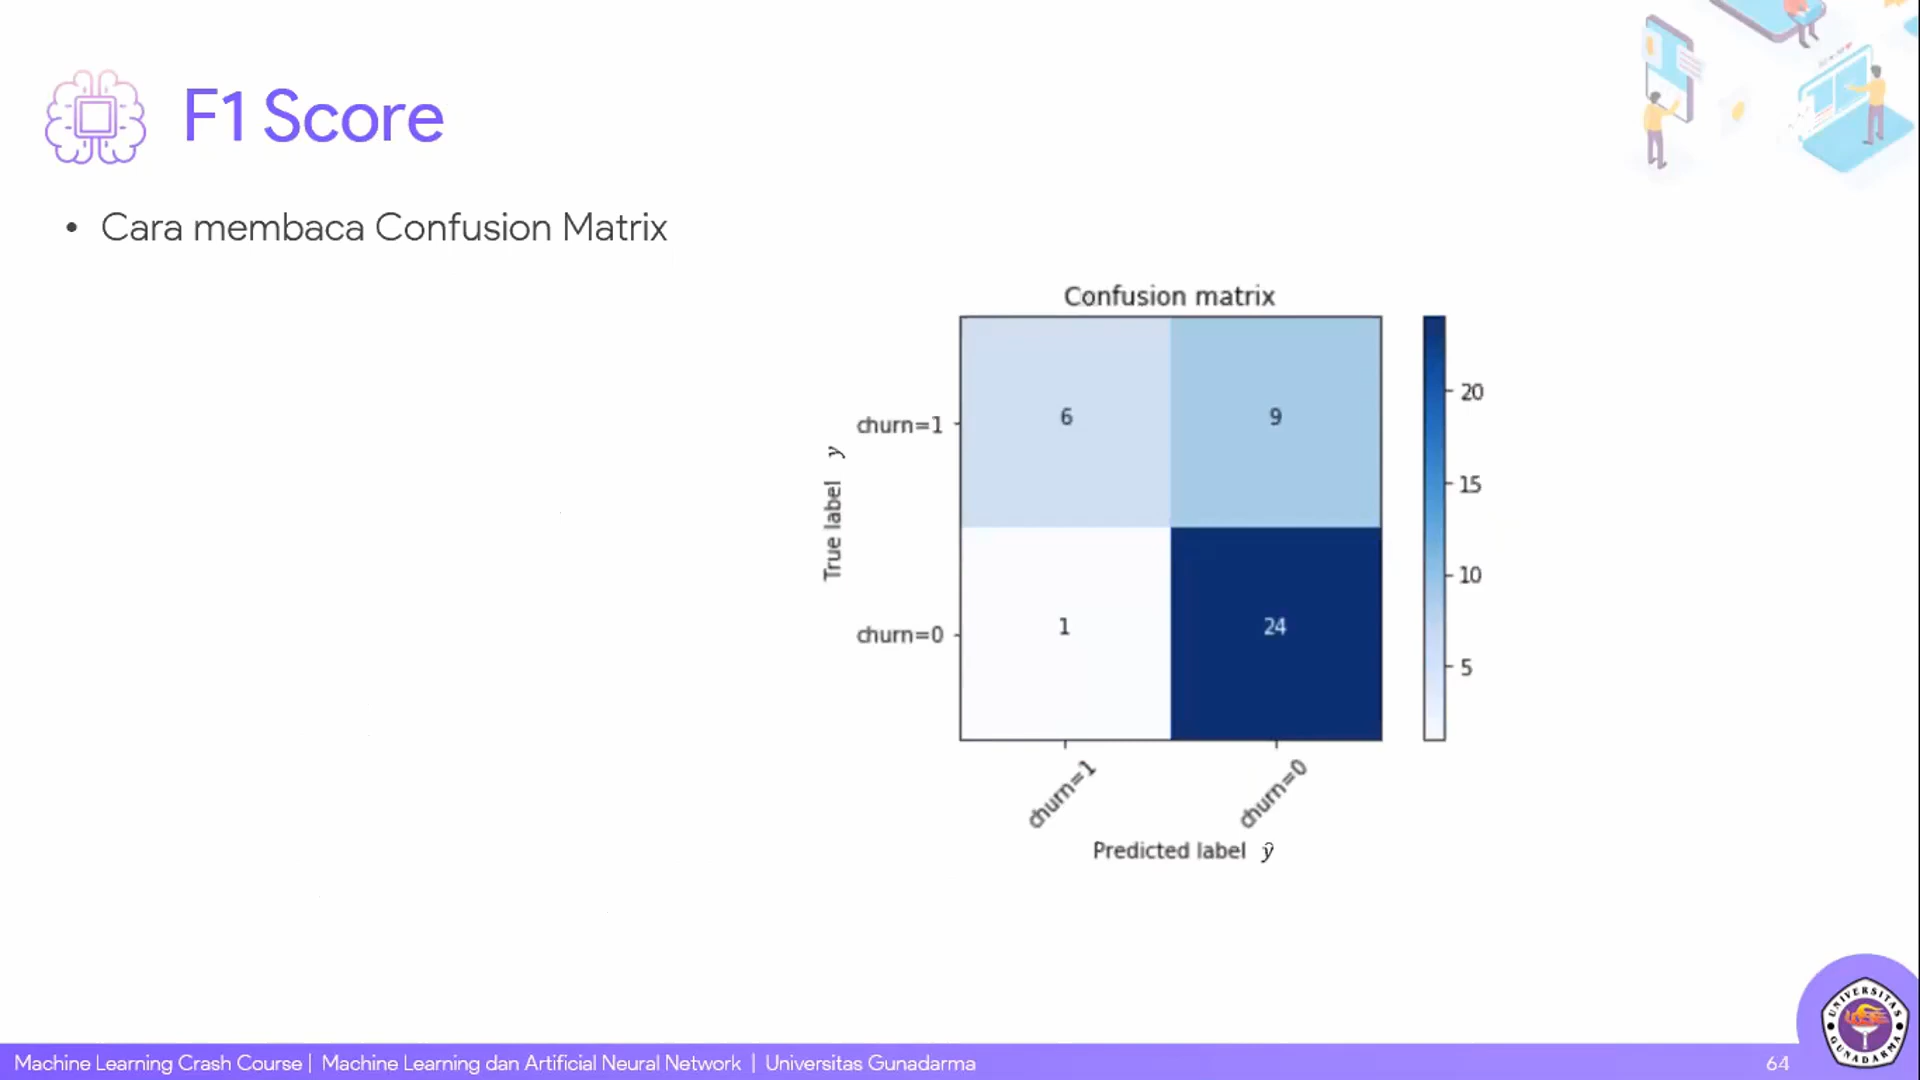 F1 Score
• Cara membaca Confusion Matrix
Confusion matrix
6
9
1
24
churn=1
churn=0
True label y
churn=1
churn=0
Predicted label ŷ
20
15
10
5
Machine Learning Crash Course | Machine Learning dan Artificial Neural Network | Universitas Gunadarma
64
UNIVERSITAS
GUNADARMA